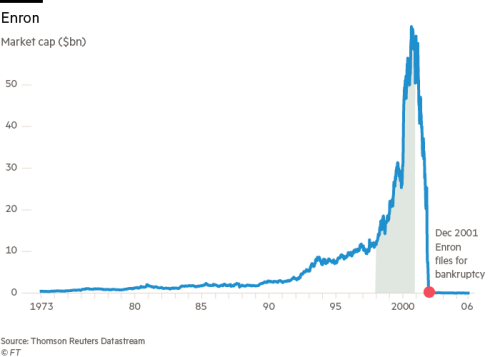 Enron
Market cap ($bn)
50
40
30
20
10
0
Dec 2001
Enron
files for
bankruptcy
1973 80 85 90 95 2000 06
Source: Thomson Reuters Datastream
© FT